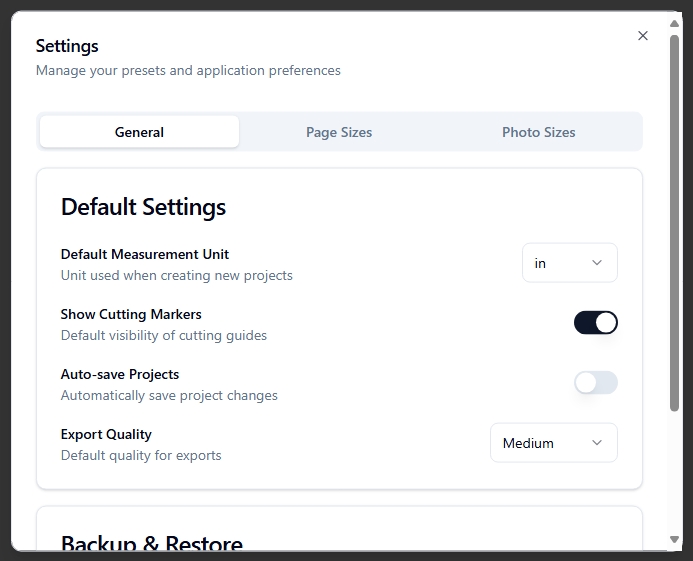 Settings
Manage your presets and application preferences
General
Page Sizes
Photo Sizes
Default Settings
Default Measurement Unit
Unit used when creating new projects
in
Show Cutting Markers
Default visibility of cutting guides
Auto-save Projects
Automatically save project changes
Export Quality
Default quality for exports
Medium
Backup & Restore